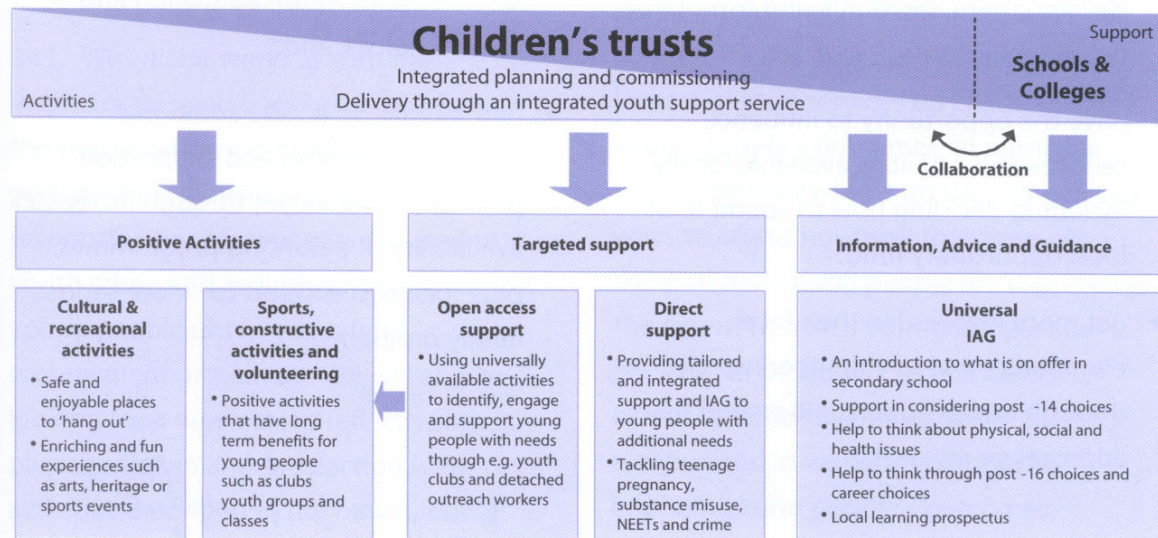 Children's trusts
Integrated planning and commissioning
Delivery through an integrated youth support service
Activities
Support
Schools &
Colleges
Collaboration
Positive Activities
Targeted support
Information, Advice and Guidance
Cultural &
recreational
activities
• Safe and
enjoyable places
to 'hang out'
• Enriching and fun
experiences such
as arts, heritage or
sports events
Sports,
constructive
activities and
volunteering
• Positive activities
that have long
term benefits for
young people
such as clubs
youth groups and
classes
Open access
support
• Using universally
available activities
to identify, engage
and support young
people with needs
through e.g. youth
clubs and detached
outreach workers
Direct
support
• Providing tailored
and integrated
support and IAG to
young people with
additional needs
• Tackling teenage
pregnancy,
substance misuse,
NEETs and crime
Universal
IAG
• An introduction to what is on offer in
secondary school
• Support in considering post -14 choices
• Help to think about physical, social and
health issues
• Help to think through post -16 choices and
career choices
• Local learning prospectus